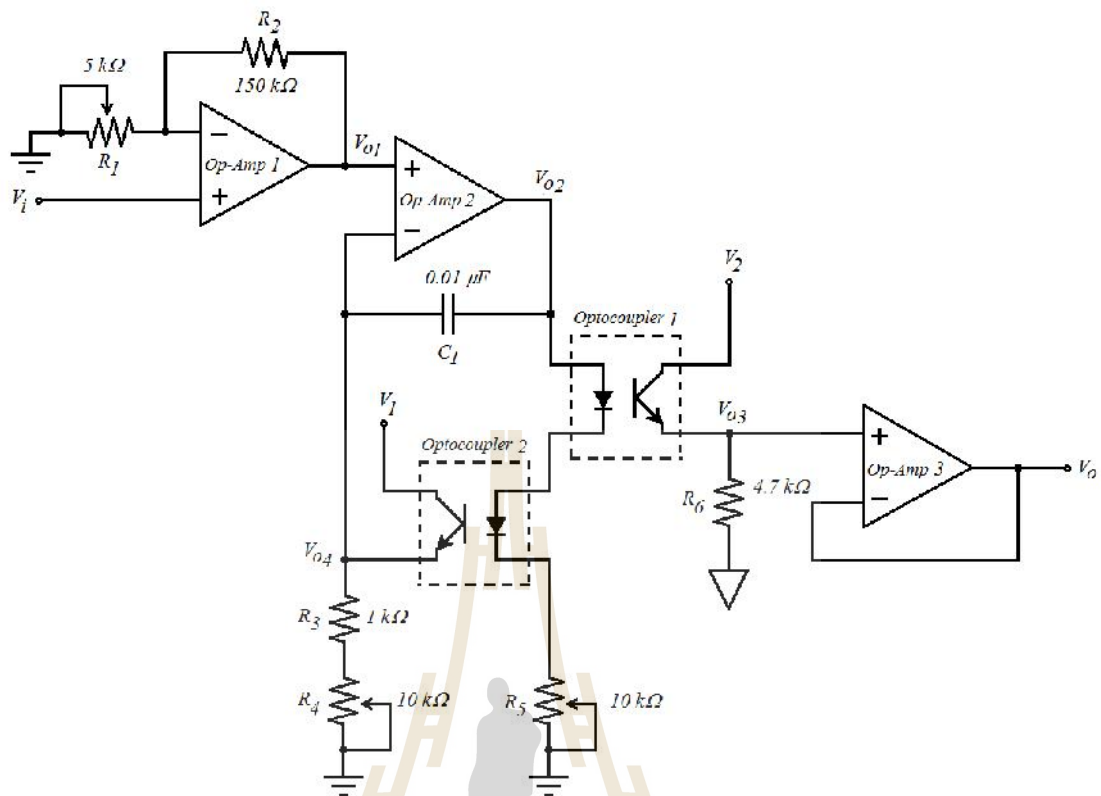 R2
5 kΩ
150 kΩ
R1
Op-Amp 1
Vo1
Vi
Op Amp 2
Vo2
0.01 µF
C1
V2
Optocoupler 1
V1
Optocoupler 2
Vo3
Op-Amp 3
Vo
R6
4.7 kΩ
Vo4
R3
1 kΩ
R4
10 kΩ
R5
10 kΩ